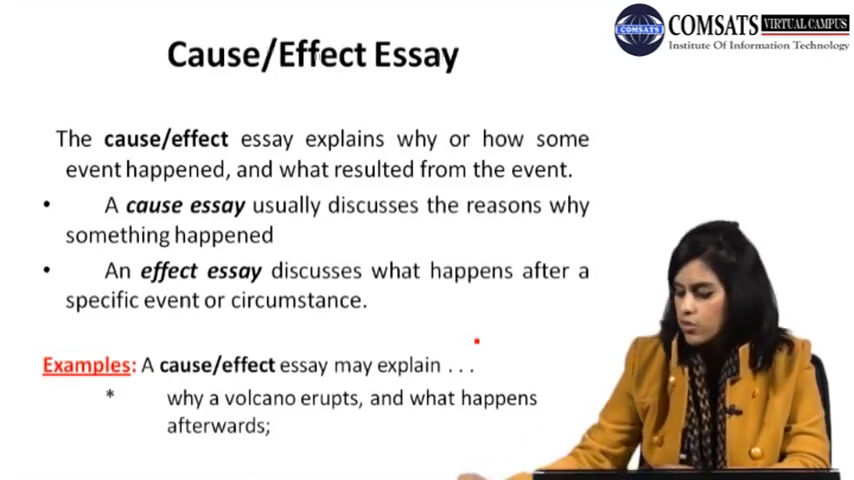 COMSATS VIRTUAL CAMPUS
COMSATS
Institute Of Information Technology
Cause/Effect Essay
The cause/effect essay explains why or how some
event happened, and what resulted from the event.
• A cause essay usually discusses the reasons why
something happened
• An effect essay discusses what happens after a
specific event or circumstance.
Examples: A cause/effect essay may explain . . .
* why a volcano erupts, and what happens
afterwards;